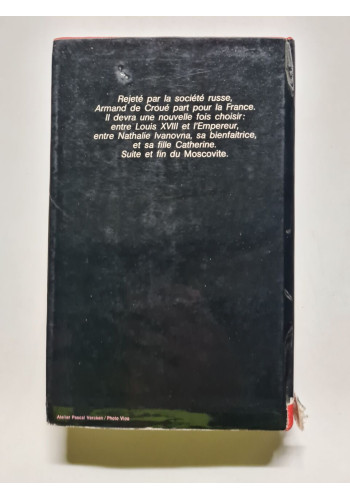 Rejeté par la société russe,
Armand de Croué part pour la France.
Il devra une nouvelle fois choisir:
entre Louis XVIII et l'Empereur,
entre Nathalie Ivanovna, sa bienfaitrice,
et sa fille Catherine.
Suite et fin du Moscovite.
Atelier Pascal Vercken / Photo Vloo